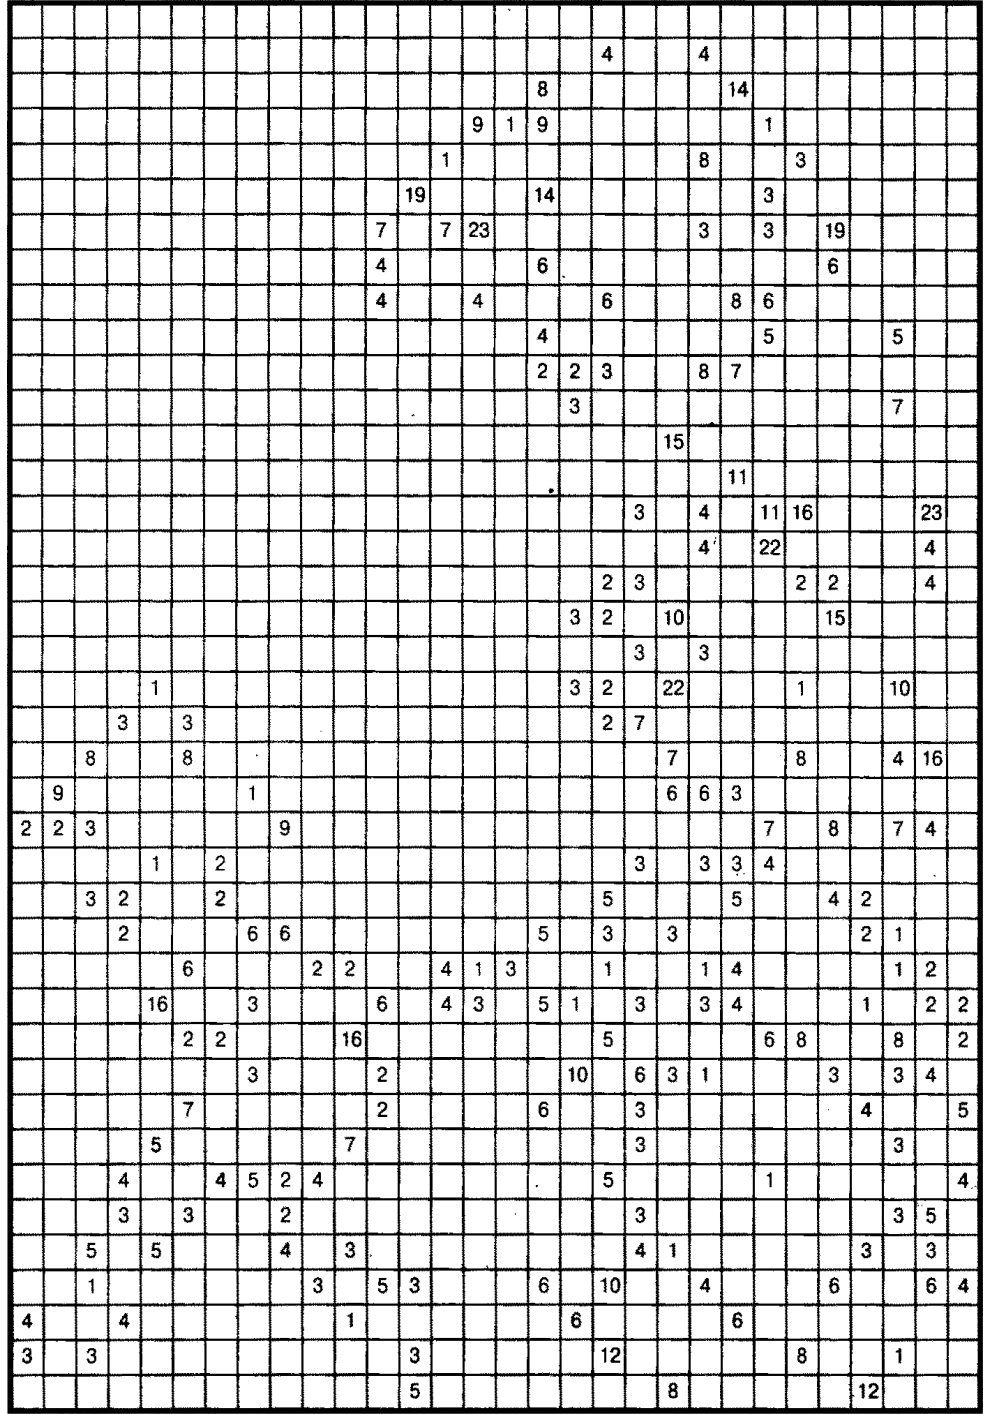 4 4
8 14
9 1 9 1
1 8 3
19 14 3
7 7 23 3 3 19
4 6 6
4 4 6 8 6
4 5 5
2 2 3 8 7
3 7
15
11
3 4 11 16 23
4 22 4
2 3 2 2 4
3 2 10 15
3 3
1 3 2 22 1 10
3 3 2 7
8 8 7 8 4 16
9 1 6 6 3
2 2 3 9 7 8 7 4
1 2 3 3 3 4
3 2 2 5 5 4 2
2 6 6 5 3 3 2 1
6 2 2 4 1 3 1 1 4 1 2
16 3 6 4 3 5 1 3 3 4 1 2 2
2 2 16 5 6 8 8 2
3 2 10 6 3 1 3 3 4
7 2 6 3 4 5
5 7 3 3
4 4 5 2 4 5 1 4
3 3 2 3 3 5
5 5 4 3 4 1 3 3
1 3 5 3 6 10 4 6 6 4
4 4 1 6 6
3 3 3 12 8 1
5 8 12